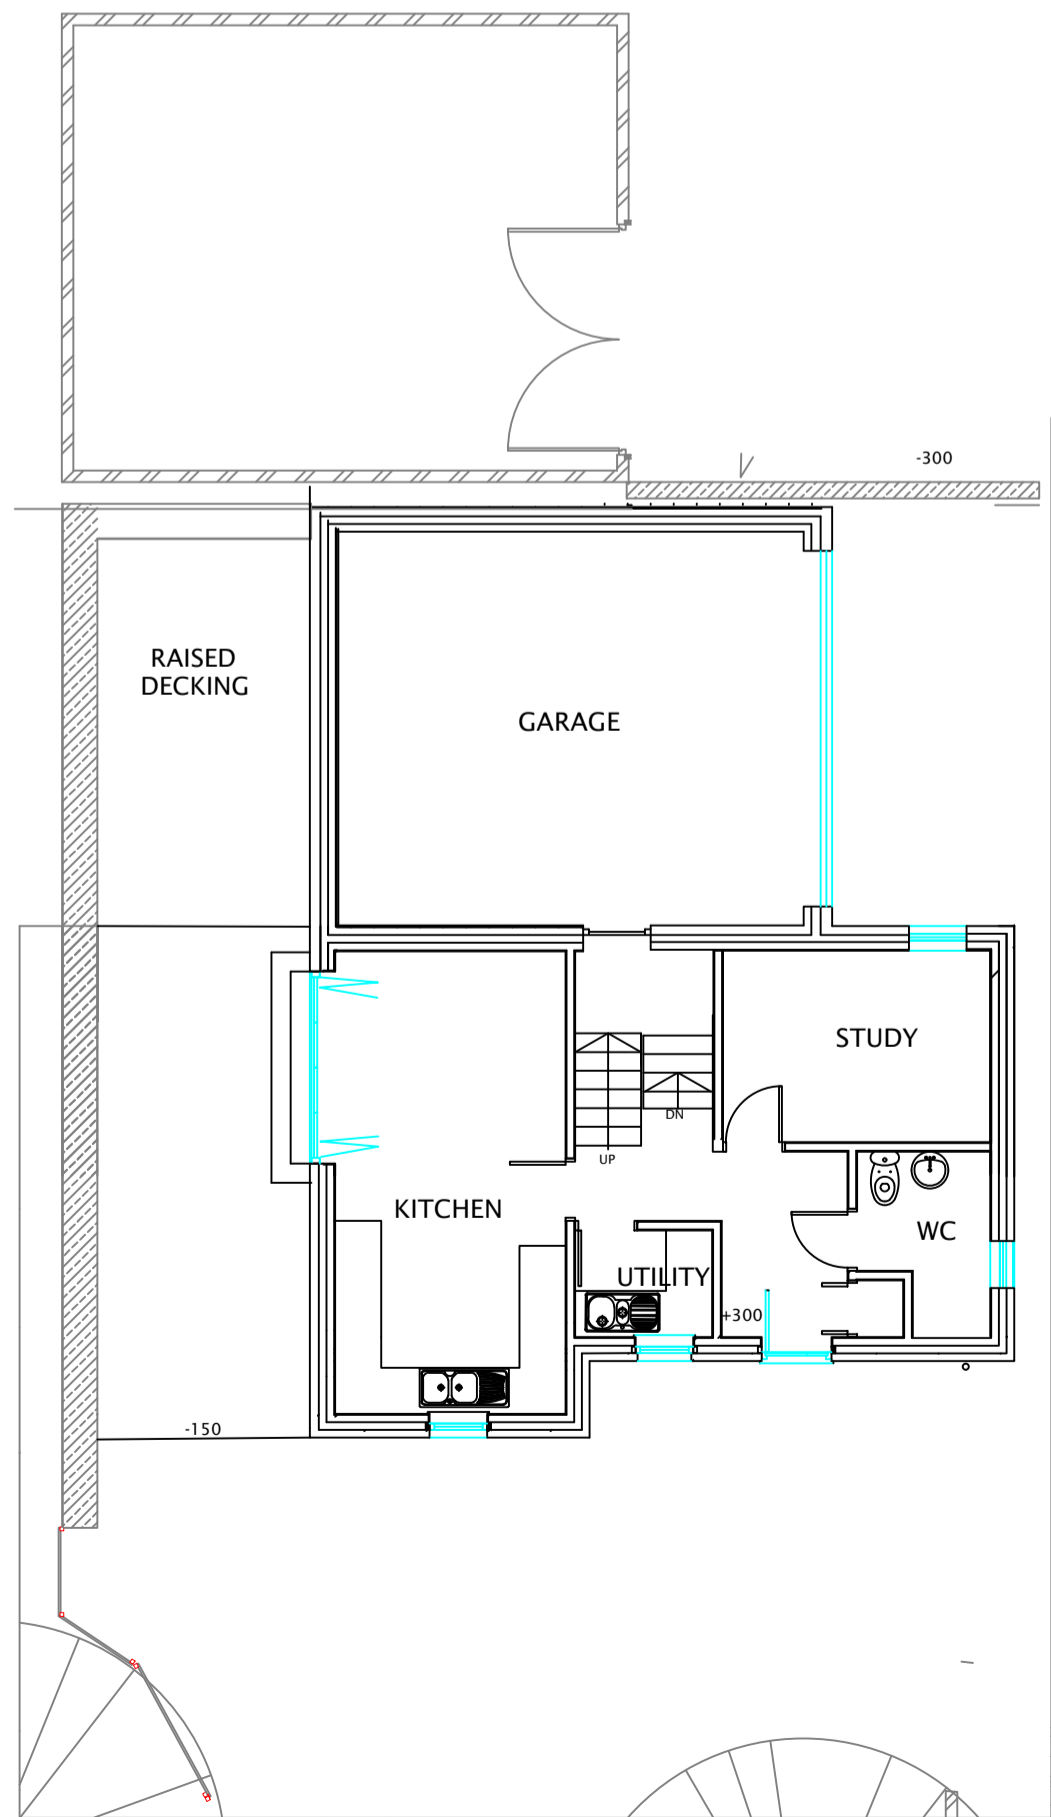 -300
RAISED
DECKING
GARAGE
STUDY
DN
UP
KITCHEN
WC
UTILITY
+300
-150